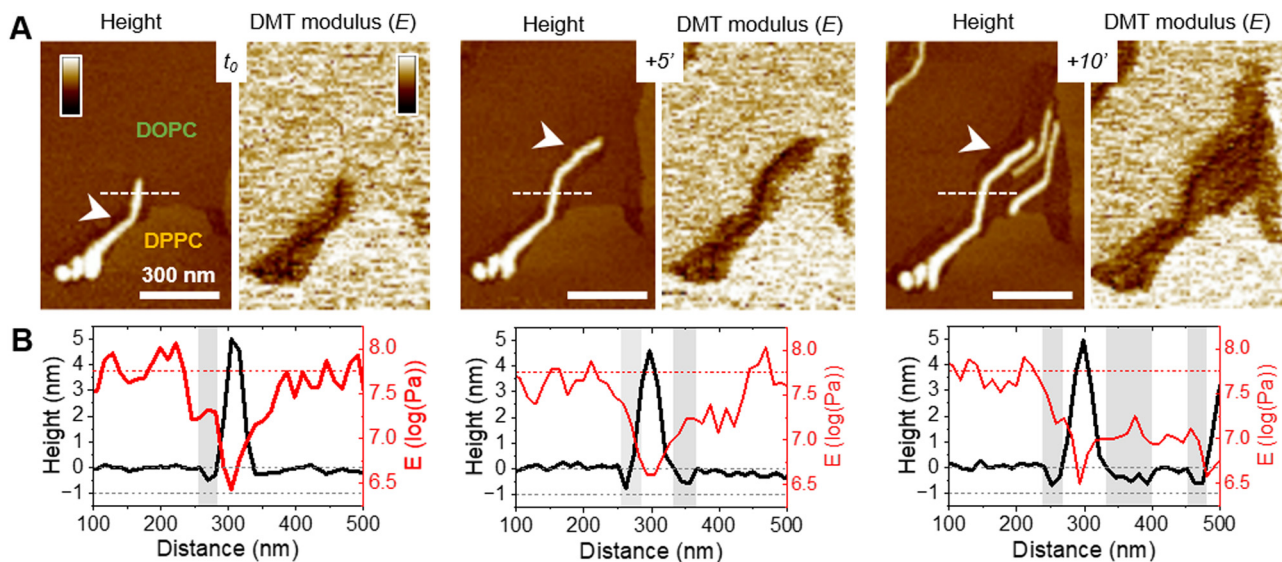 A
Height
DMT modulus (E)
Height
DMT modulus (E)
Height
DMT modulus (E)
t0
+5'
+10'
DOPC
DPPC
300 nm
B
Height (nm)
5
4
3
2
1
0
−1
8.0
7.5
7.0
6.5
E (log(Pa))
100 200 300 400 500
Distance (nm)
Height (nm)
5
4
3
2
1
0
−1
8.0
7.5
7.0
6.5
E (log(Pa))
100 200 300 400 500
Distance (nm)
Height (nm)
5
4
3
2
1
0
−1
8.0
7.5
7.0
6.5
E (log(Pa))
100 200 300 400 500
Distance (nm)